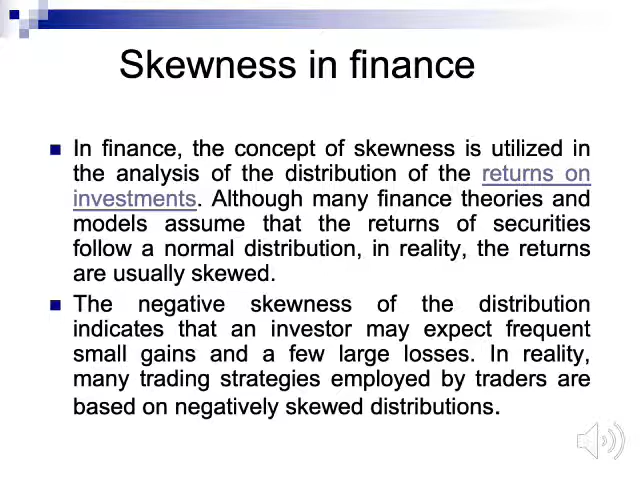 Skewness in finance
In finance, the concept of skewness is utilized in
the analysis of the distribution of the returns on
investments. Although many finance theories and
models assume that the returns of securities
follow a normal distribution, in reality, the returns
are usually skewed.
The negative skewness of the distribution
indicates that an investor may expect frequent
small gains and a few large losses. In reality,
many trading strategies employed by traders are
based on negatively skewed distributions.